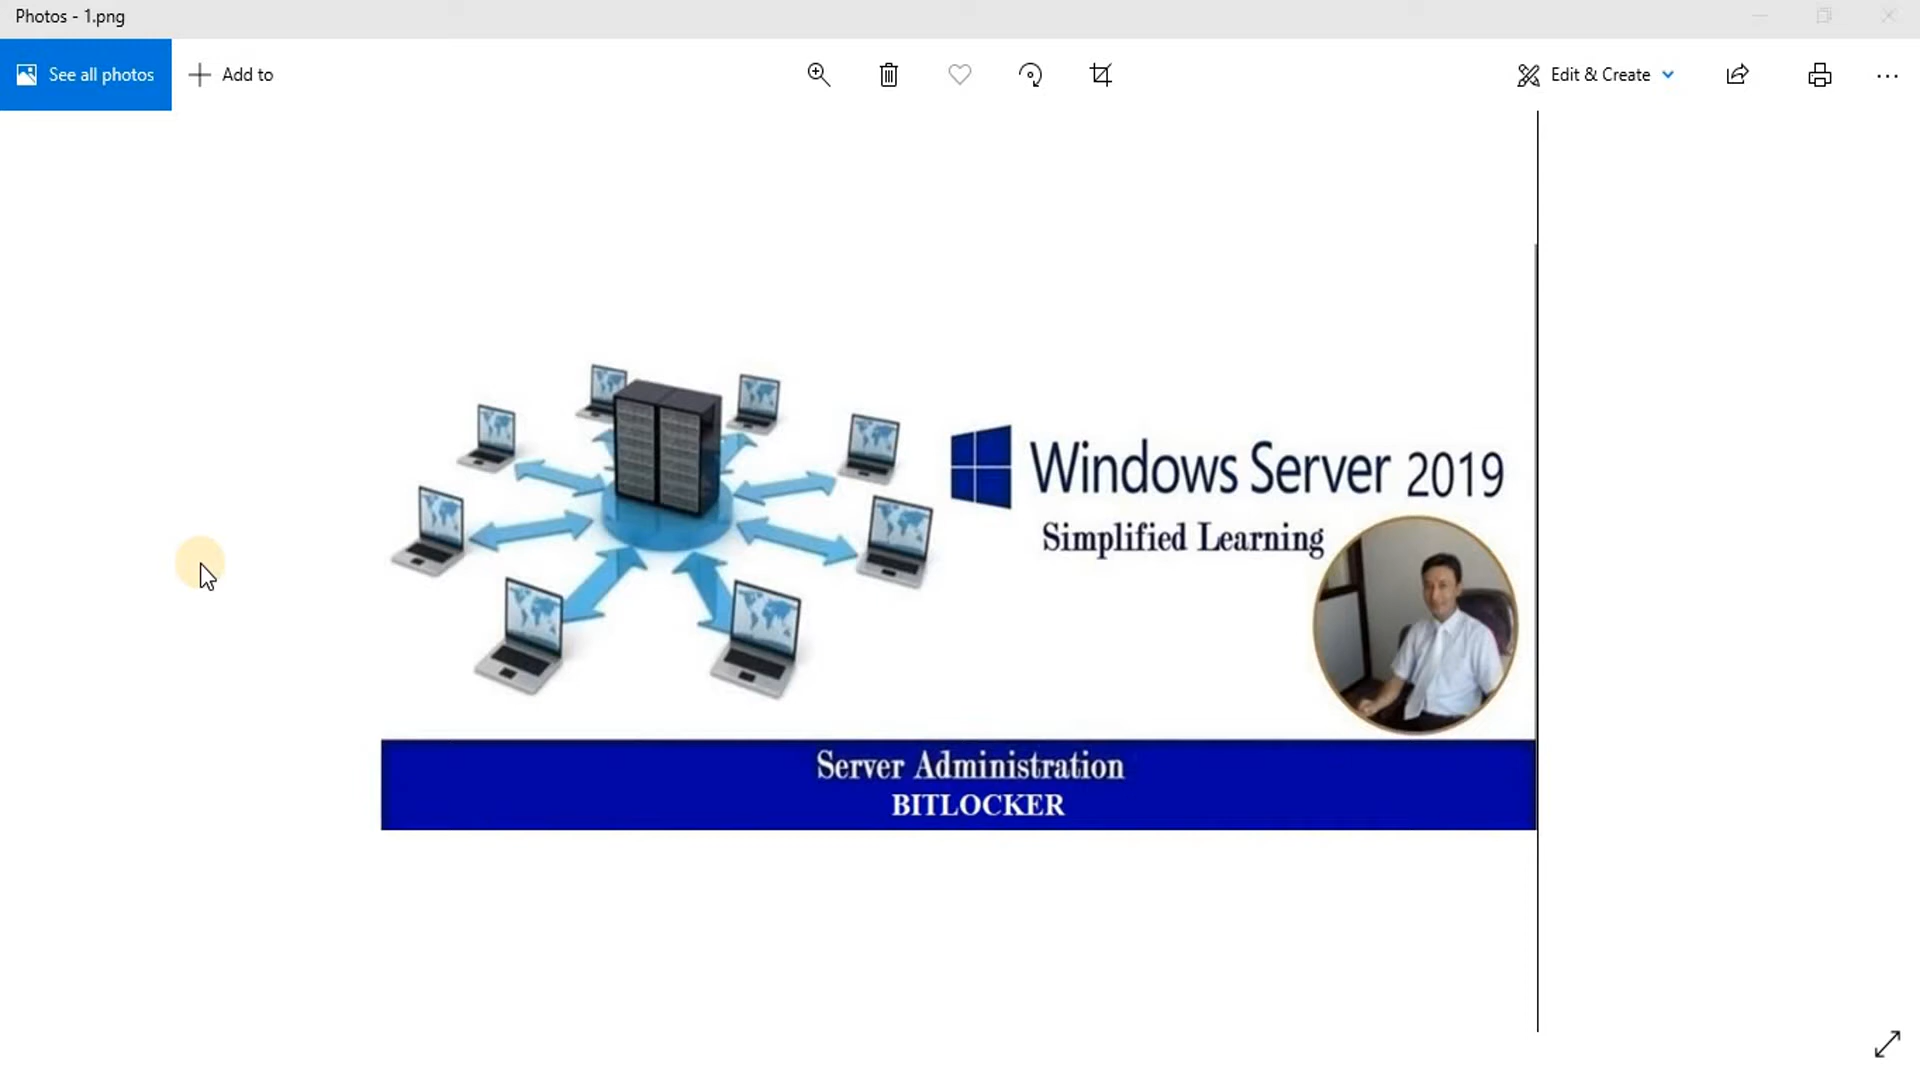 Photos - 1.png
See all photos
Add to
Edit & Create
Windows Server 2019
Simplified Learning
Server Administration
BITLOCKER